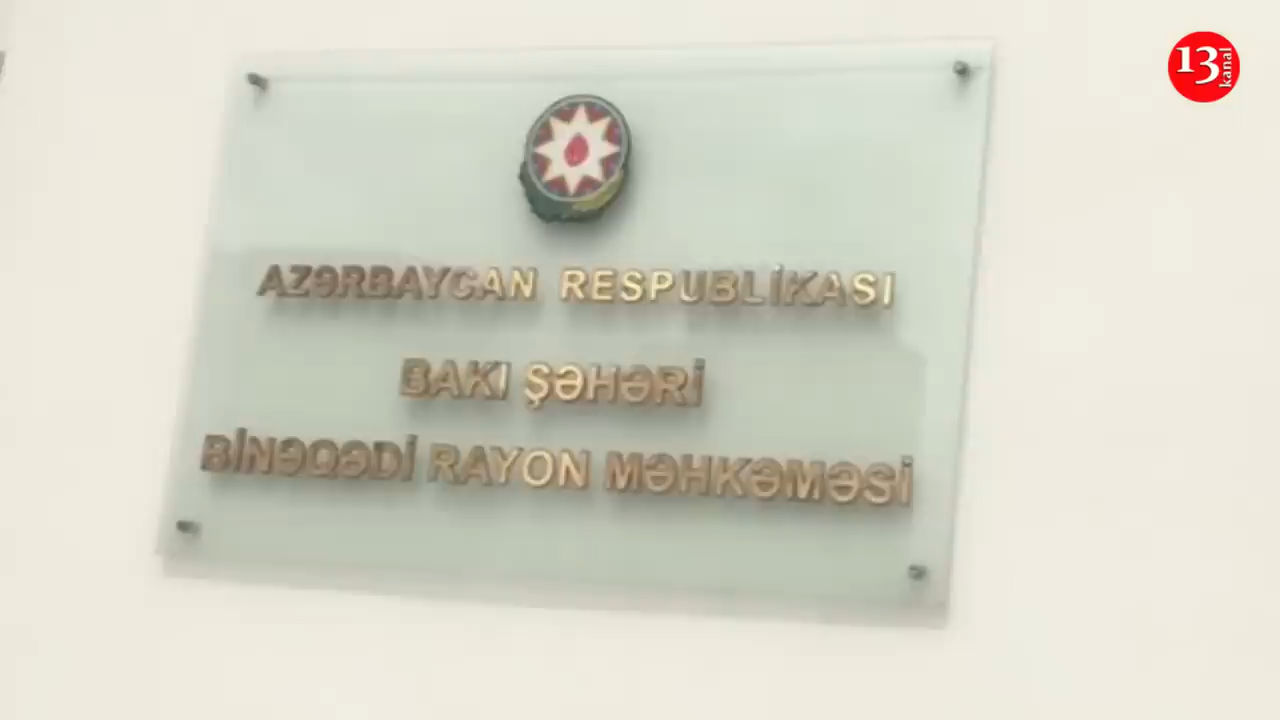 13 kanal
AZƏRBAYCAN RESPUBLİKASI
BAKI ŞƏHƏRİ
BİNƏQƏDİ RAYON MƏHKƏMƏSİ